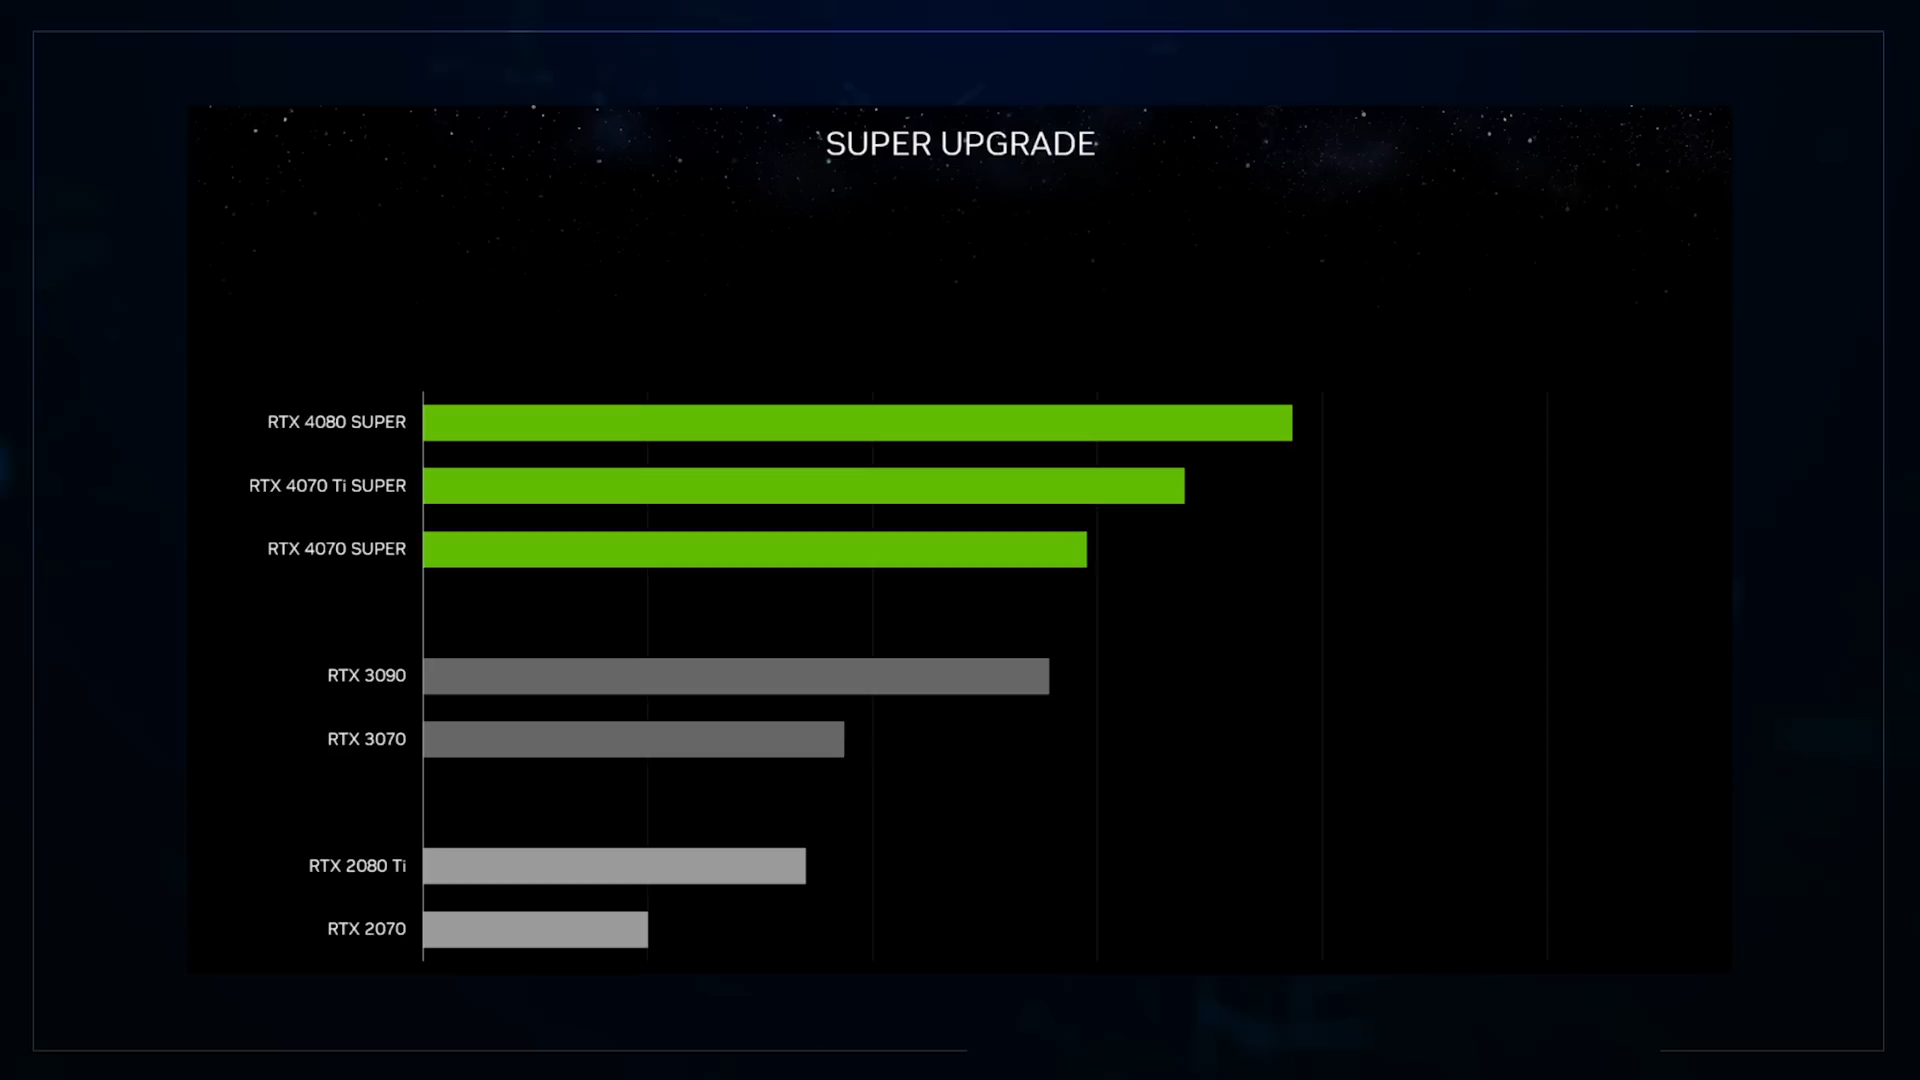 SUPER UPGRADE
RTX 4080 SUPER
RTX 4070 Ti SUPER
RTX 4070 SUPER
RTX 3090
RTX 3070
RTX 2080 Ti
RTX 2070